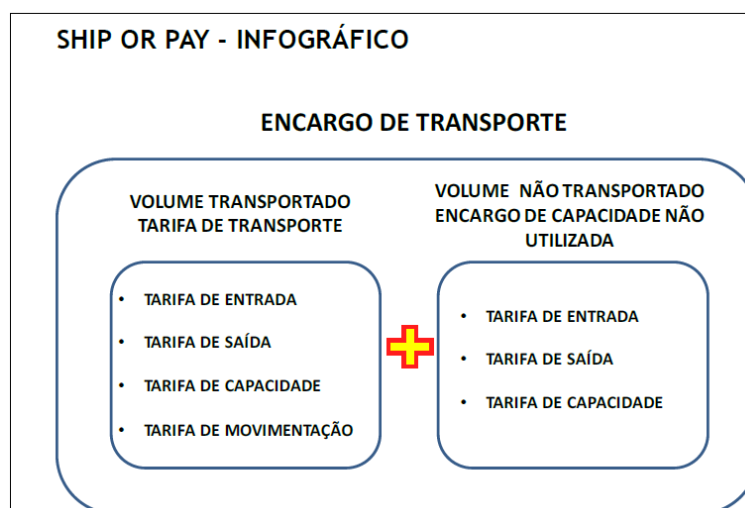 SHIP OR PAY - INFOGRÁFICO
ENCARGO DE TRANSPORTE
VOLUME TRANSPORTADO
TARIFA DE TRANSPORTE
• TARIFA DE ENTRADA
• TARIFA DE SAÍDA
• TARIFA DE CAPACIDADE
• TARIFA DE MOVIMENTAÇÃO
VOLUME NÃO TRANSPORTADO
ENCARGO DE CAPACIDADE NÃO
UTILIZADA
• TARIFA DE ENTRADA
• TARIFA DE SAÍDA
• TARIFA DE CAPACIDADE